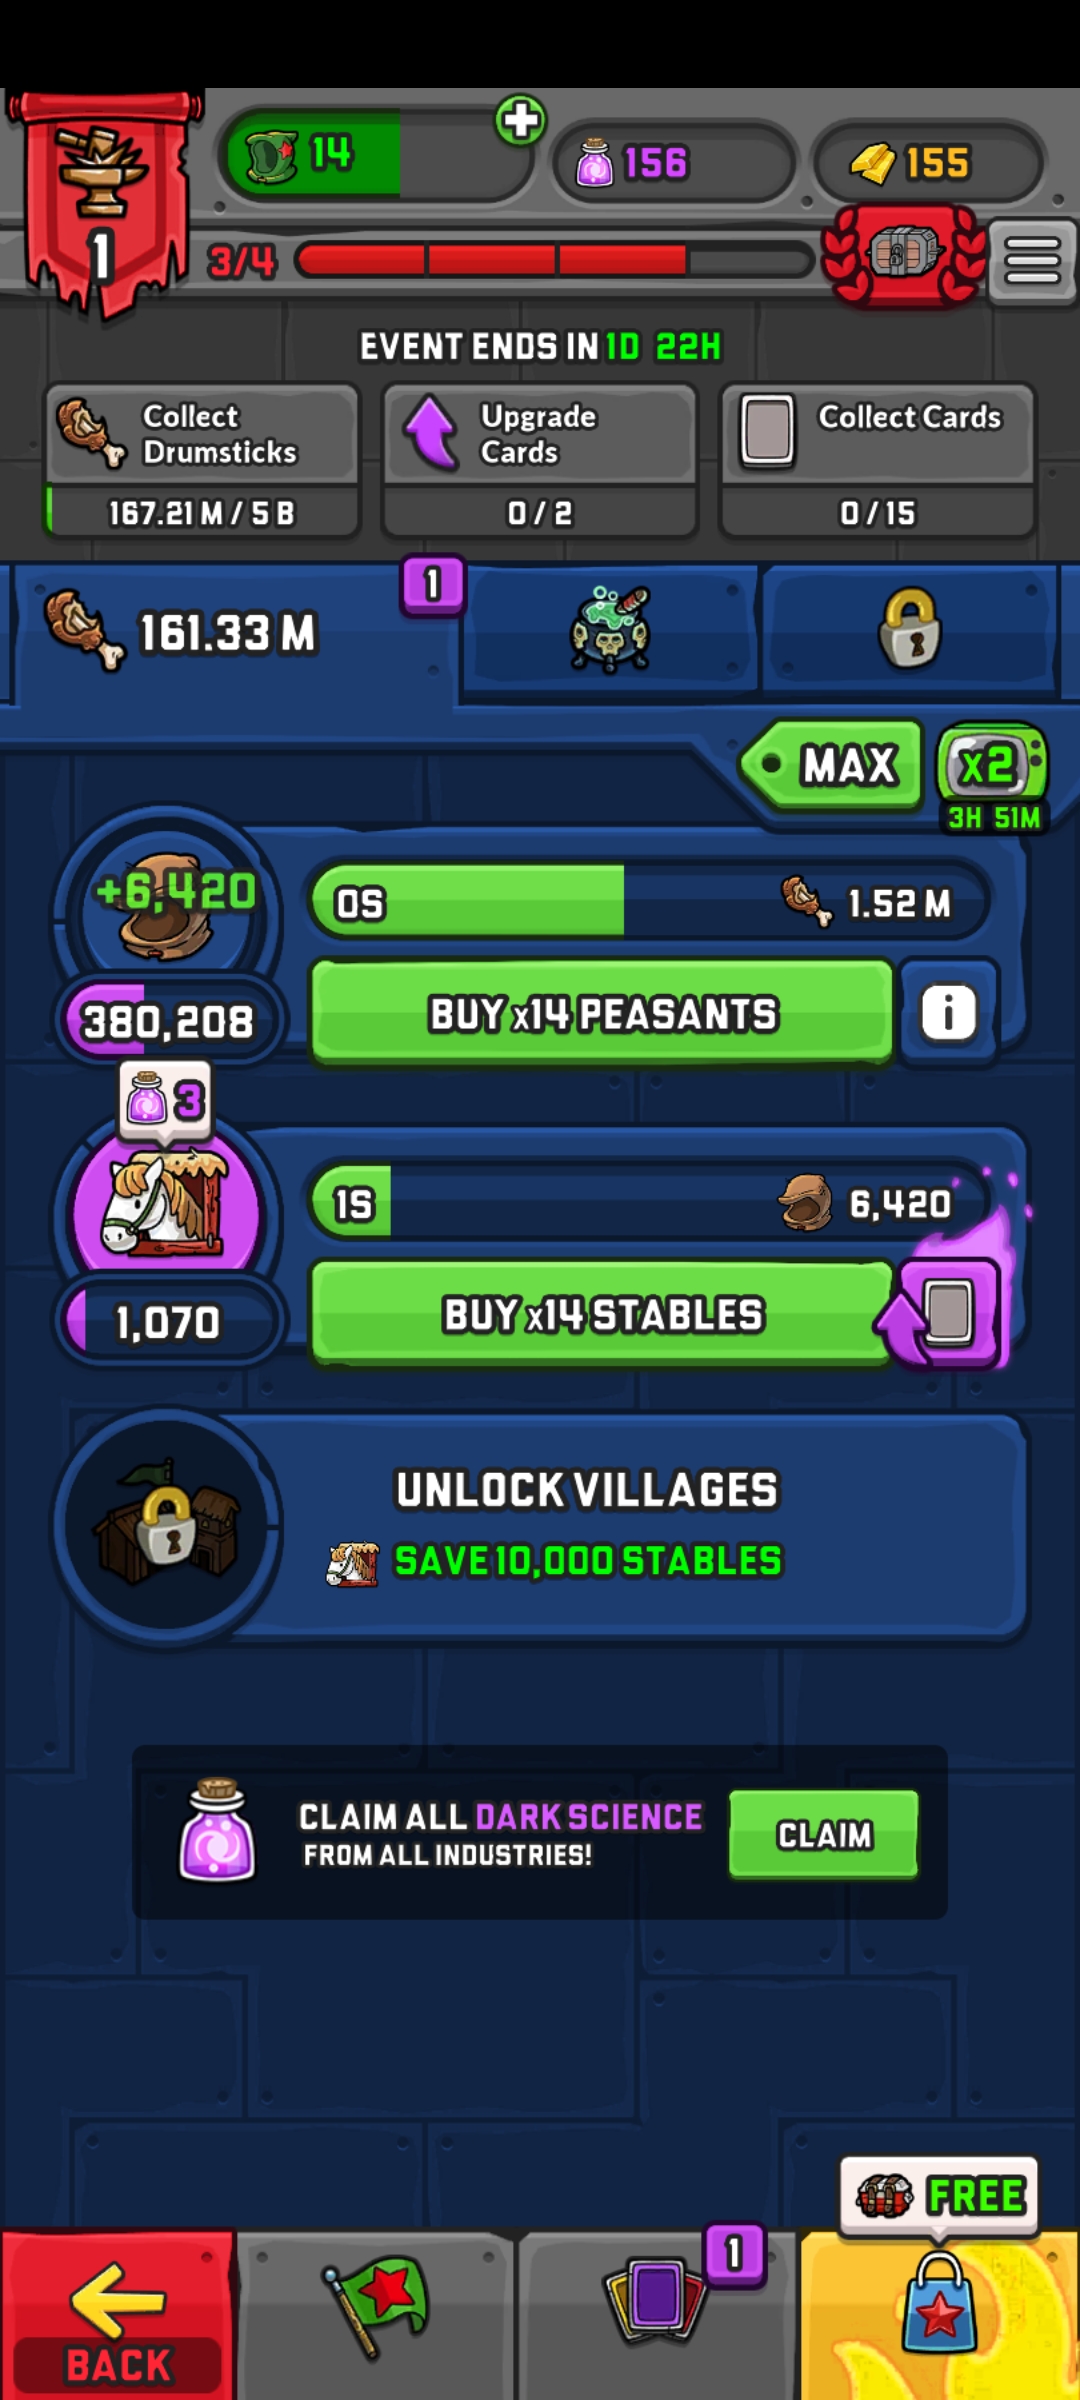 14
156
155
1
3/4
EVENT ENDS IN 1D 22H
Collect Drumsticks
167.21 M / 5 B
Upgrade Cards
0 / 2
Collect Cards
0 / 15
161.33 M
1
MAX
x2
3H 51M
+6,420
0S
1.52 M
380,208
BUY x14 PEASANTS
i
3
1S
6,420
1,070
BUY x14 STABLES
UNLOCK VILLAGES
SAVE 10,000 STABLES
CLAIM ALL DARK SCIENCE
FROM ALL INDUSTRIES!
CLAIM
FREE
1
BACK